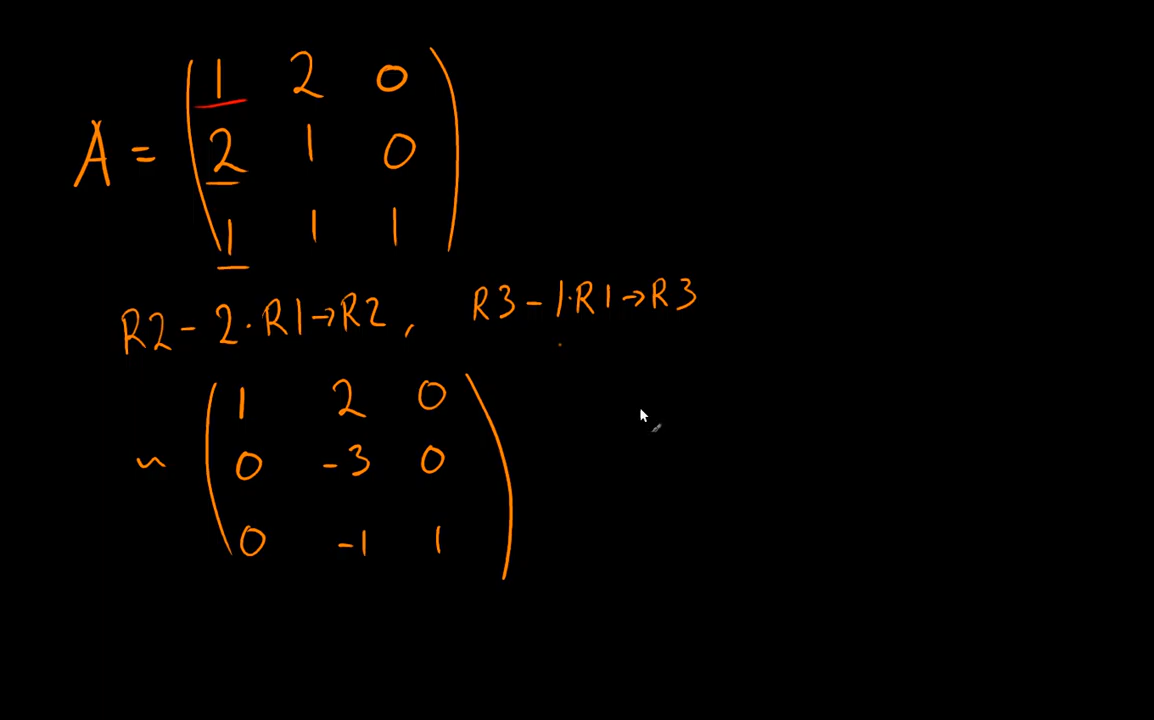 1 2 0
A = 2 1 0
1 1 1
R2 - 2·R1→R2, R3 - 1·R1→R3
1 2 0
~ 0 -3 0
0 -1 1